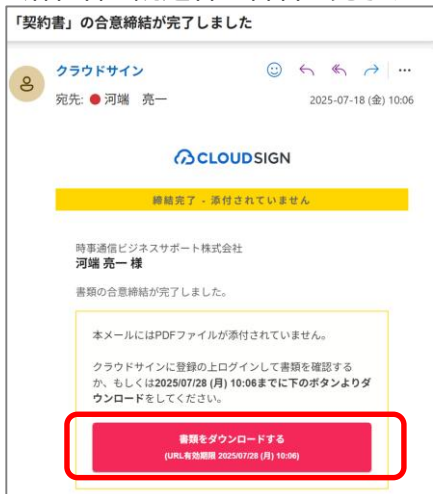 「契約書」の合意締結が完了しました
クラウドサイン
宛先: 河端 亮一
2025-07-18 (金) 10:06
CLOUDSIGN
締結完了 - 添付されていません
時事通信ビジネスサポート株式会社
河端 亮一 様
書類の合意締結が完了しました。
本メールにはPDFファイルが添付されていません。
クラウドサインに登録の上ログインして書類を確認する
か、もしくは2025/07/28 (月) 10:06までに下のボタンよりダ
ウンロードをしてください。
書類をダウンロードする
(URL有効期限 2025/07/28 (月) 10:06)